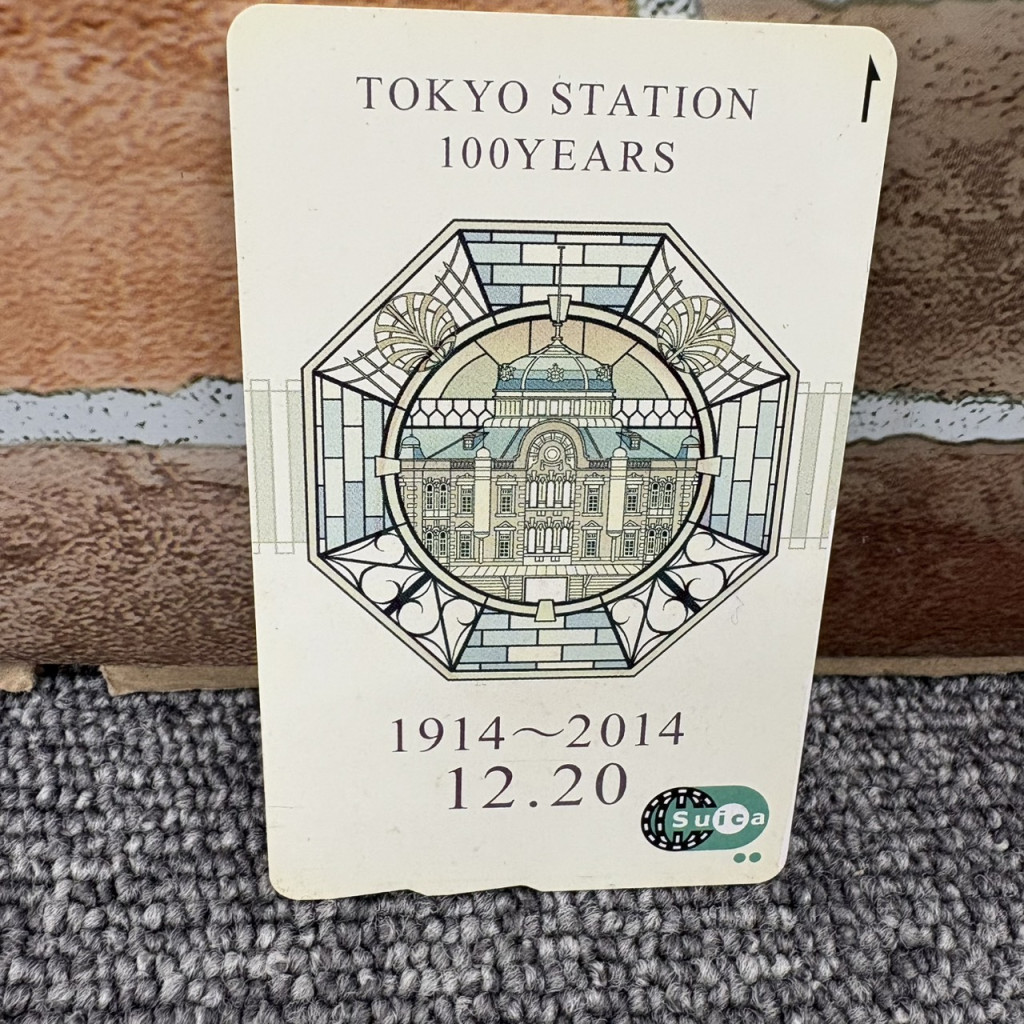 TOKYO STATION
100YEARS
1914～2014
12.20
Suica